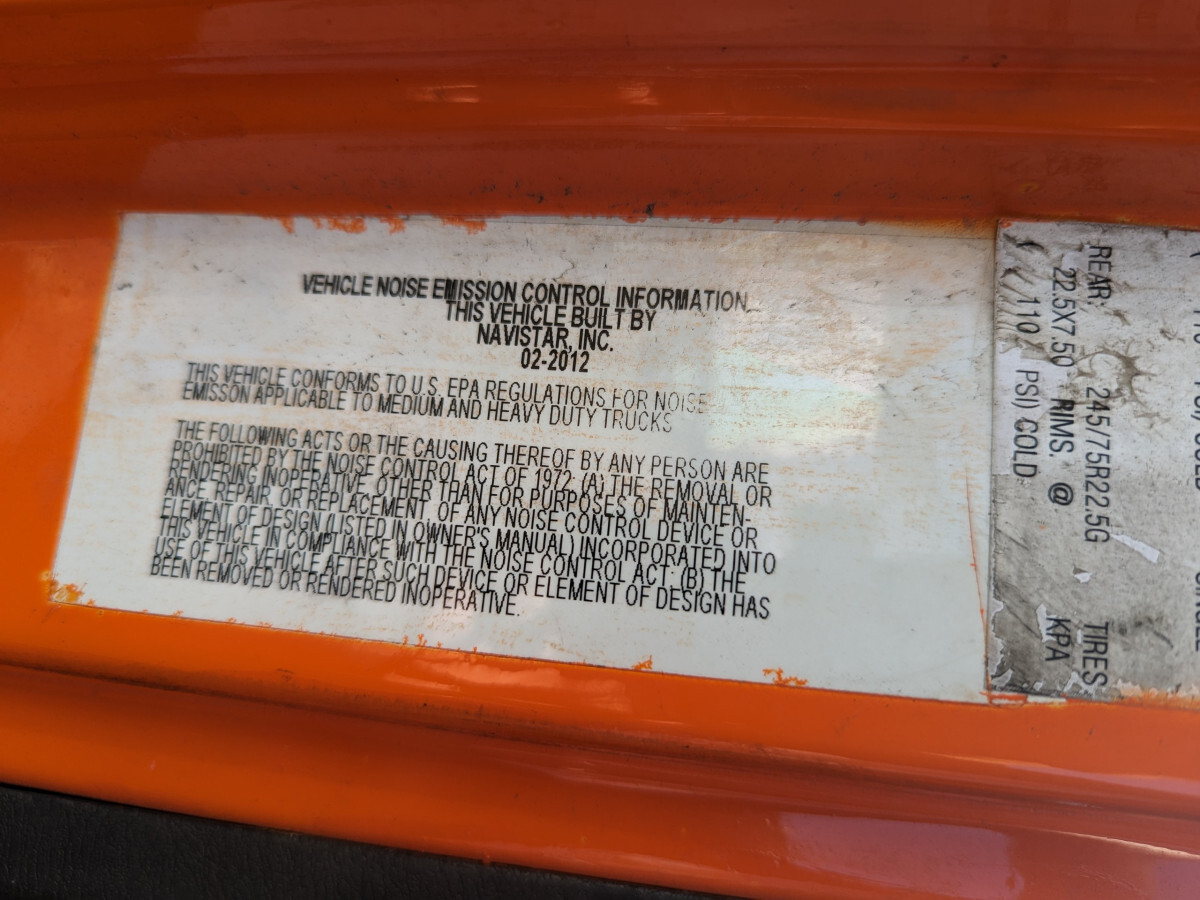 VEHICLE NOISE EMISSION CONTROL INFORMATION
THIS VEHICLE BUILT BY
NAVISTAR, INC.
02-2012
THIS VEHICLE CONFORMS TO U.S. EPA REGULATIONS FOR NOISE
EMISSON APPLICABLE TO MEDIUM AND HEAVY DUTY TRUCKS
THE FOLLOWING ACTS OR THE CAUSING THEREOF BY ANY PERSON ARE
PROHIBITED BY THE NOISE CONTROL ACT OF 1972. (A) THE REMOVAL OR
RENDERING INOPERATIVE, OTHER THAN FOR PURPOSES OF MAINTEN-
ANCE, REPAIR, OR REPLACEMENT, OF ANY NOISE CONTROL DEVICE OR
ELEMENT OF DESIGN (LISTED IN OWNER'S MANUAL) INCORPORATED INTO
THIS VEHICLE IN COMPLIANCE WITH THE NOISE CONTROL ACT: (B) THE
USE OF THIS VEHICLE AFTER SUCH DEVICE OR ELEMENT OF DESIGN HAS
BEEN REMOVED OR RENDERED INOPERATIVE.
REAR: 245/75R22.5G TIRES
22.5X7.50 RIMS @ KPA
110 PSI) COLD